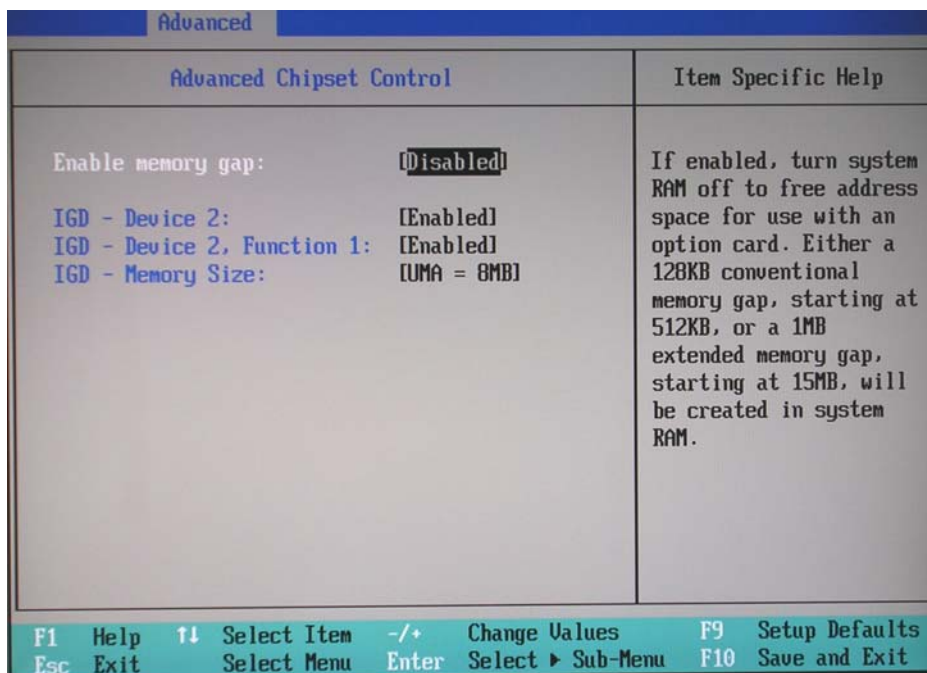 Advanced
Advanced Chipset Control
Item Specific Help
Enable memory gap: [Disabled]
IGD - Device 2: [Enabled]
IGD - Device 2, Function 1: [Enabled]
IGD - Memory Size: [UMA = 8MB]
If enabled, turn system
RAM off to free address
space for use with an
option card. Either a
128KB conventional
memory gap, starting at
512KB, or a 1MB
extended memory gap,
starting at 15MB, will
be created in system
RAM.
F1 Help ↑↓ Select Item -/+ Change Values F9 Setup Defaults
Esc Exit Select Menu Enter Select ▶ Sub-Menu F10 Save and Exit